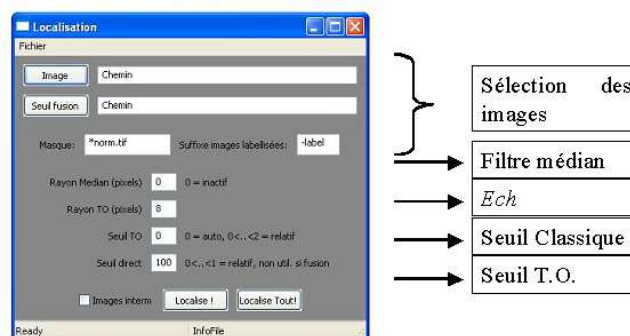 Localisation
Fichier
Image Chemin
Seuil fusion Chemin
Masque: *norm.tif Suffixe images labellisées: -label
Rayon Median (pixels) 0 0 = inactif
Rayon TO (pixels) 8
Seuil TO 0 0 = auto, 0<..<2 = relatif
Seuil direct 100 0<..<1 = relatif, non util. si fusion
Images interm Localise ! Localise Tout!
Ready InfoFile
Sélection des
images
Filtre médian
Ech
Seuil Classique
Seuil T.O.